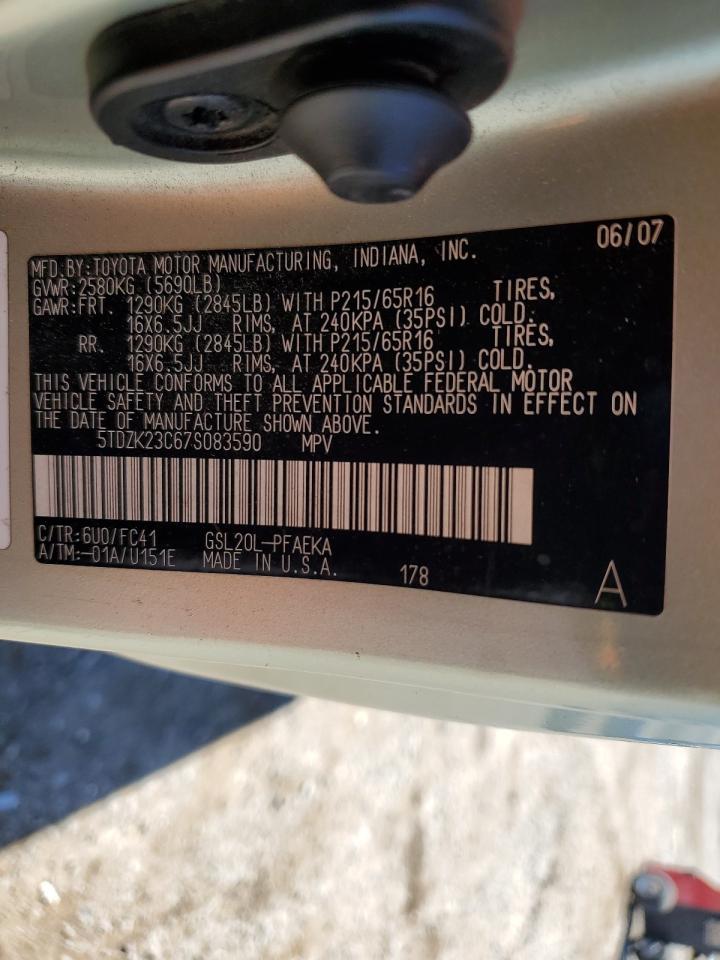 06/07
MFD.BY:TOYOTA MOTOR MANUFACTURING, INDIANA, INC.
GVWR:2580KG (5690LB)
GAWR:FRT. 1290KG (2845LB) WITH P215/65R16 TIRES,
16X6.5JJ RIMS, AT 240KPA (35PSI) COLD.
RR. 1290KG (2845LB) WITH P215/65R16 TIRES,
16X6.5JJ RIMS, AT 240KPA (35PSI) COLD.
THIS VEHICLE CONFORMS TO ALL APPLICABLE FEDERAL MOTOR
VEHICLE SAFETY AND THEFT PREVENTION STANDARDS IN EFFECT ON
THE DATE OF MANUFACTURE SHOWN ABOVE.
5TDZK23C67S083590 MPV
C/TR:6U0/FC41 GSL20L-PFAEKA
A/TM:-01A/U151E MADE IN U.S.A. 178 A